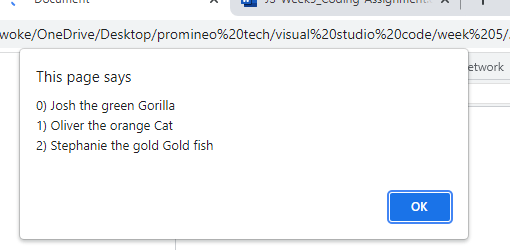 Document
JS-Week5_Coding-Assignment
woke/OneDrive/Desktop/promineo%20tech/visual%20studio%20code/week%205/
etwork
This page says
0) Josh the green Gorilla
1) Oliver the orange Cat
2) Stephanie the gold Gold fish
OK